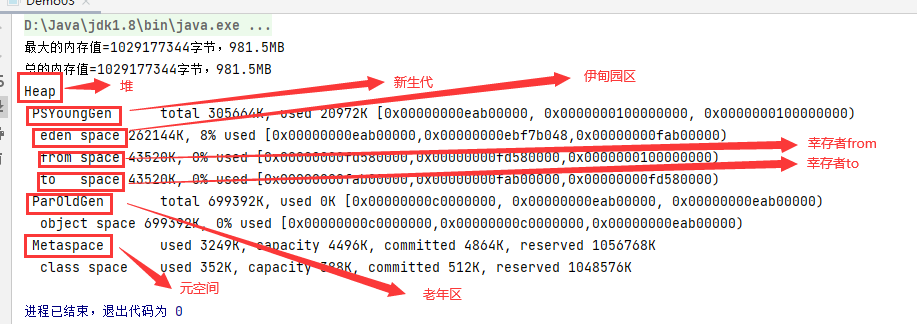 Demo03
D:\Java\jdk1.8\bin\java.exe ...
最大的内存值=1029177344字节，981.5MB
总的内存值=1029177344字节，981.5MB
伊甸园区
新生代
Heap 堆
PSYoungGen total 305664K, used 20972K [0x00000000eab00000, 0x0000000100000000, 0x0000000100000000)
eden space 262144K, 8% used [0x00000000eab00000,0x00000000ebf7b048,0x00000000fab00000)
幸存者from
from space 43520K, 0% used [0x00000000fd580000,0x00000000fd580000,0x0000000100000000)
幸存者to
to space 43520K, 0% used [0x00000000fab00000,0x00000000fab00000,0x00000000fd580000)
ParOldGen total 699392K, used 0K [0x00000000c0000000, 0x00000000eab00000, 0x00000000eab00000)
object space 699392K, 0% used [0x00000000c0000000,0x00000000c0000000,0x00000000eab00000)
Metaspace used 3249K, capacity 4496K, committed 4864K, reserved 1056768K
class space used 352K, capacity 388K, committed 512K, reserved 1048576K
元空间
老年区
进程已结束，退出代码为 0